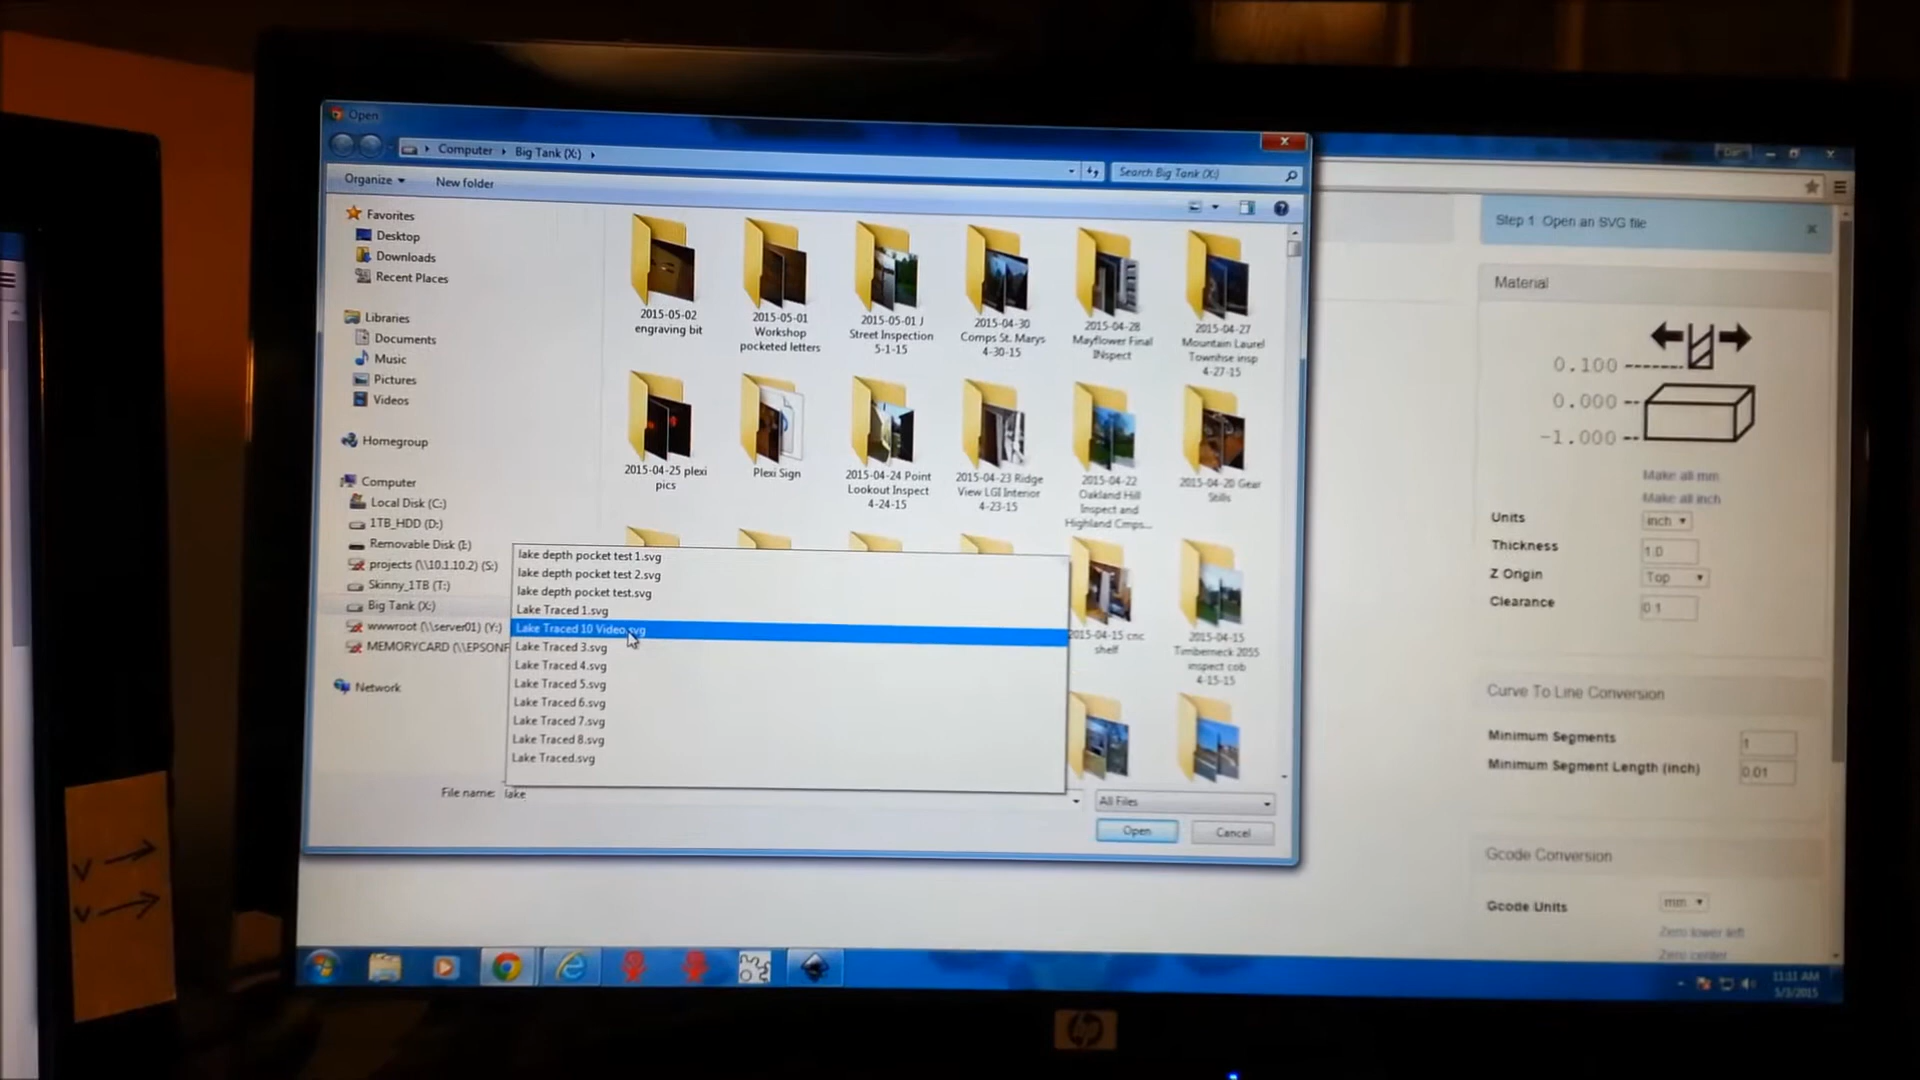 Open
Computer
Big Tank (X:)
Search Big Tank (X:)
Organize
New folder
Favorites
Desktop
Downloads
Recent Places
Libraries
Documents
Music
Pictures
Videos
Homegroup
Computer
Local Disk (C:)
1TB_HDD (D:)
Removable Disk (I:)
projects (\\10.1.10.2) (S:)
Skinny_1TB (T:)
Big Tank (X:)
wwwroot (\\server01) (Y:)
MEMORYCARD (\\EPSON
Network
2015-05-02
engraving bit
2015-05-01
Workshop
pocketed letters
2015-05-01 J
Street Inspection
5-1-15
2015-04-30
Comps St. Marys
4-30-15
2015-04-28
Mayflower Final
INspect
2015-04-27
Mountain Laurel
Townhse insp
4-27-15
2015-04-25 plexi
pics
Plexi Sign
2015-04-24 Point
Lookout Inspect
4-24-15
2015-04-23 Ridge
View LGI Interior
4-23-15
2015-04-22
Oakland Hill
Inspect and
Highland Cmps...
2015-04-20 Gear
Stills
2015-04-15 cnc
shelf
2015-04-15
Timberneck 2055
inspect cob
4-15-15
lake depth pocket test 1.svg
lake depth pocket test 2.svg
lake depth pocket test.svg
Lake Traced 1.svg
Lake Traced 10 Video.svg
Lake Traced 3.svg
Lake Traced 4.svg
Lake Traced 5.svg
Lake Traced 6.svg
Lake Traced 7.svg
Lake Traced 8.svg
Lake Traced.svg
File name: lake
All Files
Open
Cancel
Step 1 Open an SVG file
Material
0.100
0.000
-1.000
Make all mm
Make all inch
Units inch
Thickness 1.0
Z Origin Top
Clearance 0.1
Curve To Line Conversion
Minimum Segments 1
Minimum Segment Length (inch) 0.01
Gcode Conversion
Gcode Units mm
Zero lower left
Zero center
11:11 AM
5/3/2015
hp
V
V